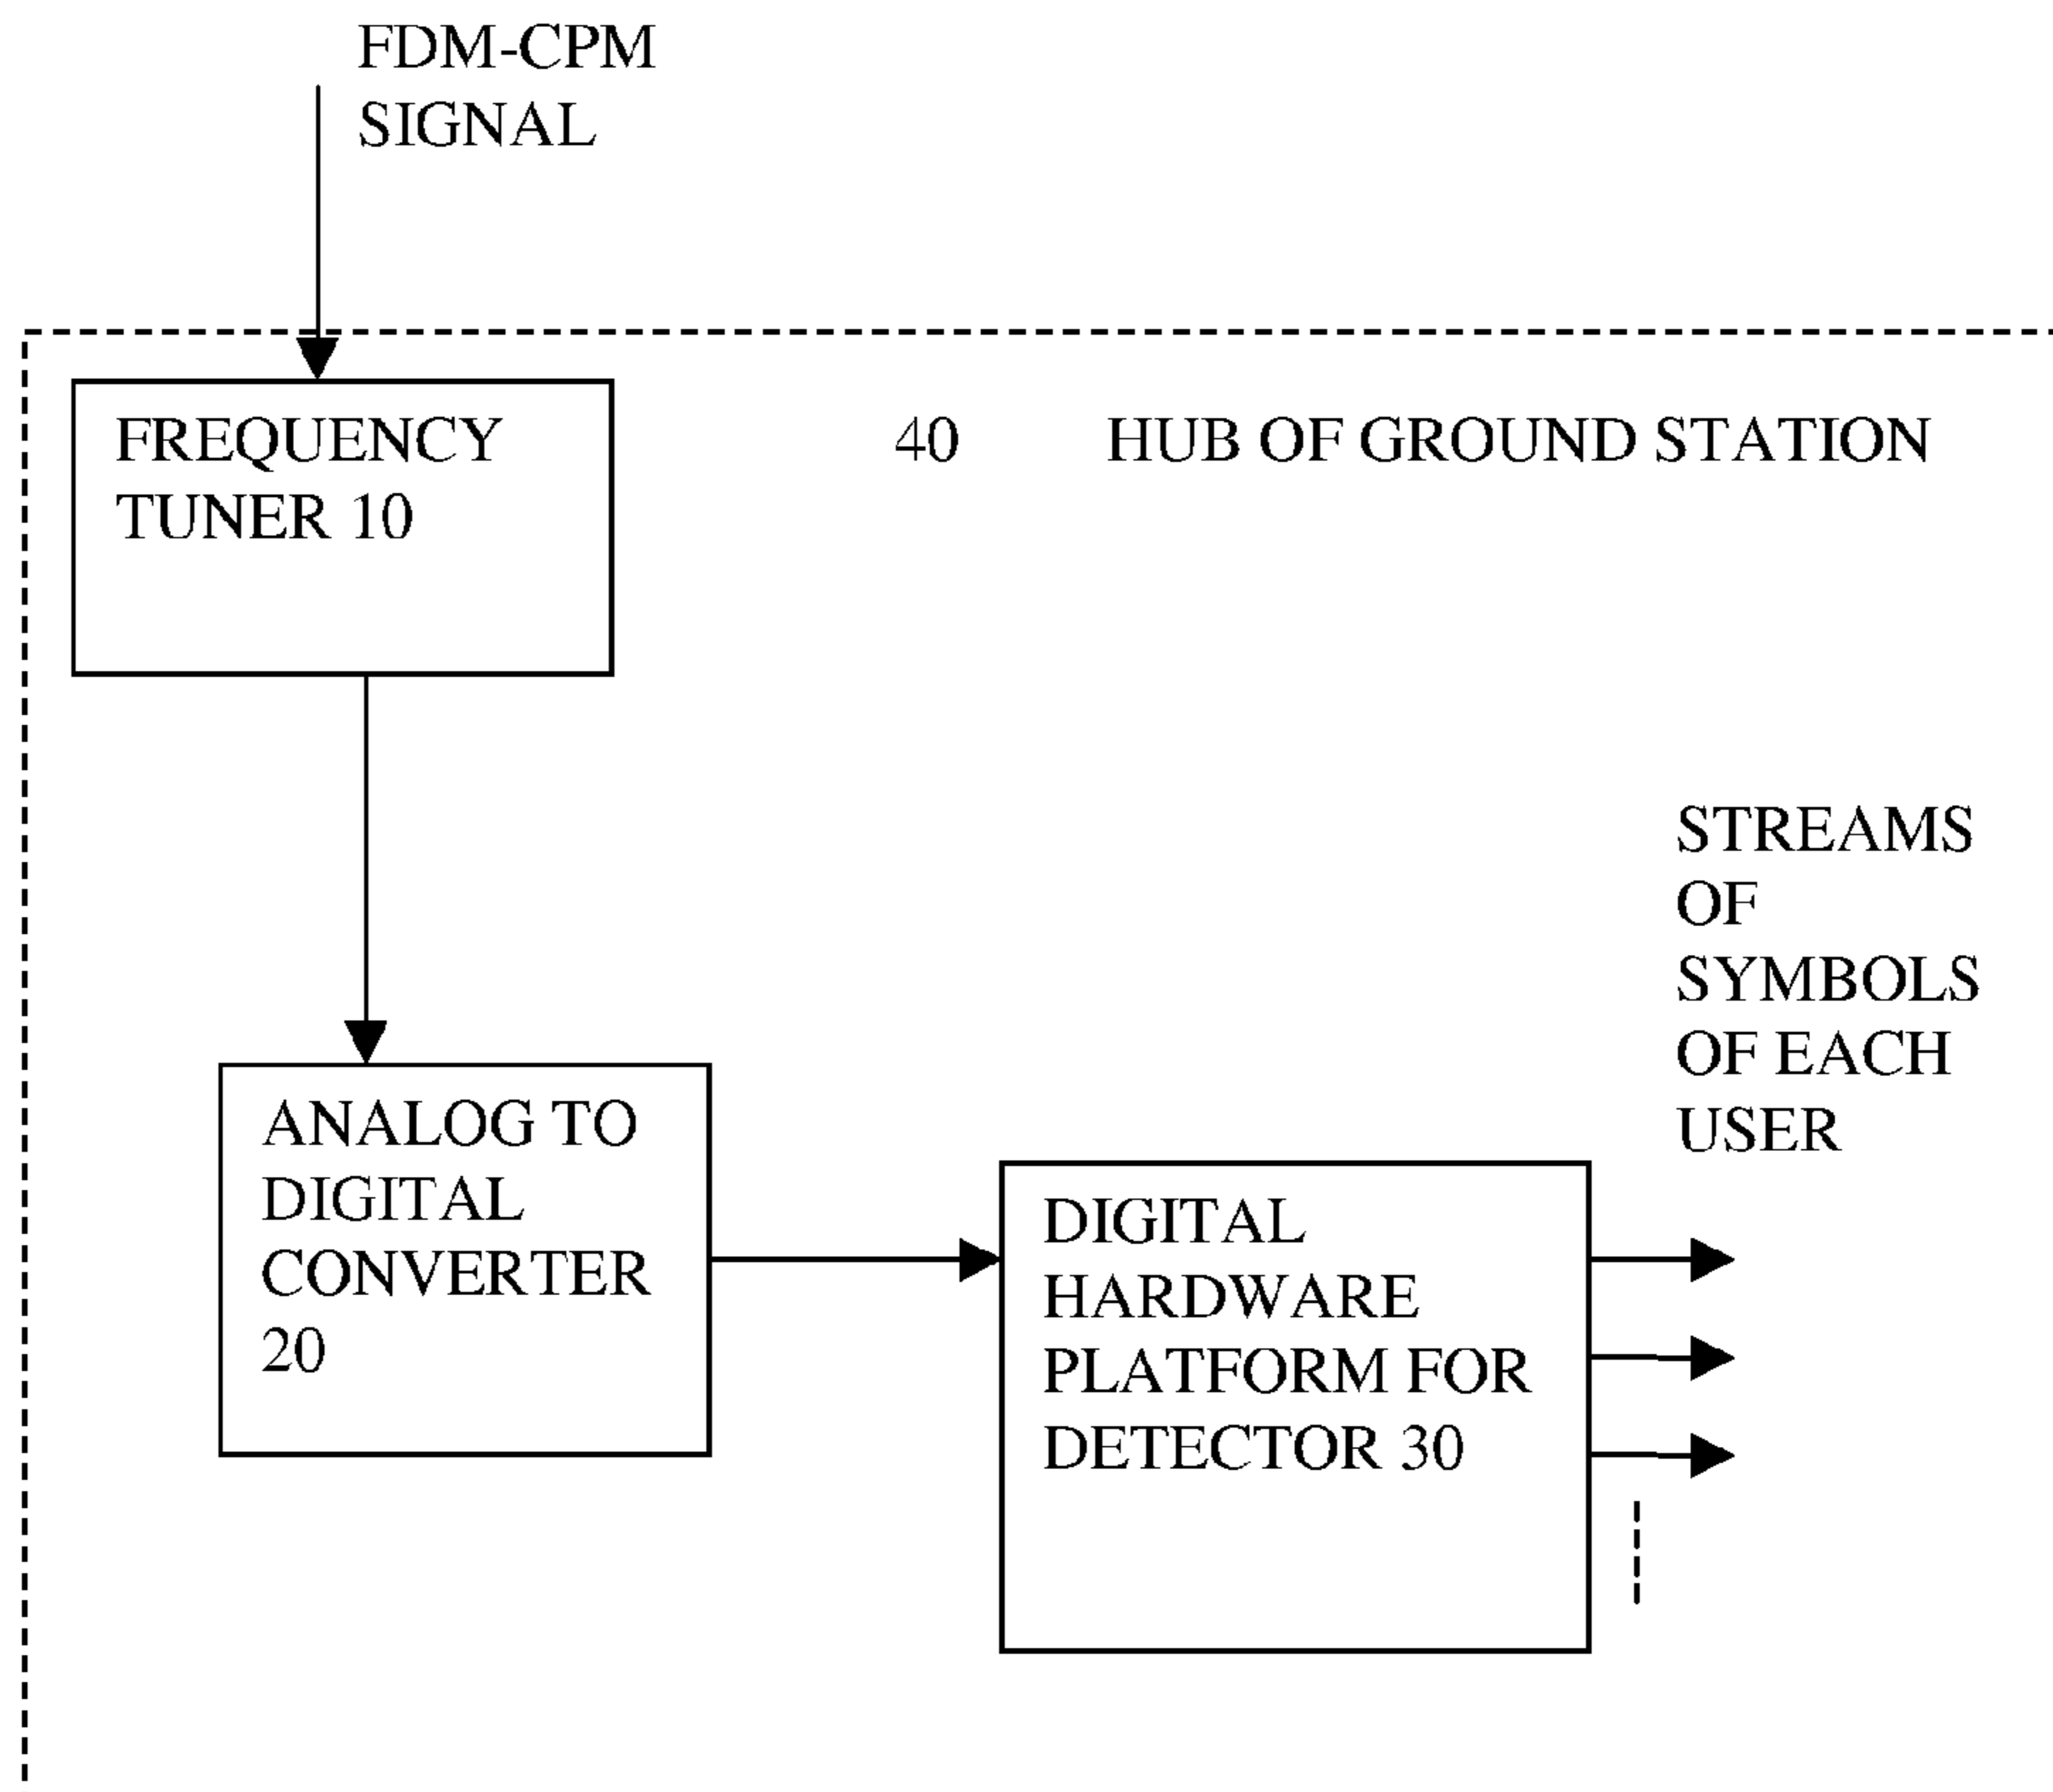 FDM-CPM
SIGNAL
FREQUENCY
TUNER 10
40 HUB OF GROUND STATION
STREAMS
OF
SYMBOLS
OF EACH
USER
ANALOG TO
DIGITAL
CONVERTER
20
DIGITAL
HARDWARE
PLATFORM FOR
DETECTOR 30